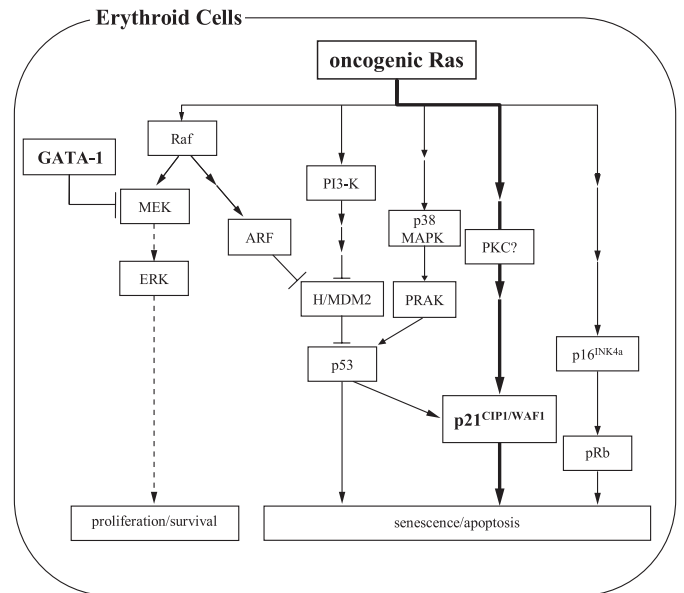 Erythroid Cells
oncogenic Ras
Raf
GATA-1
PI3-K
MEK
p38
MAPK
ARF
PKC?
ERK
H/MDM2
PRAK
p53
p16INK4a
p21CIP1/WAF1
pRb
proliferation/survival
senescence/apoptosis